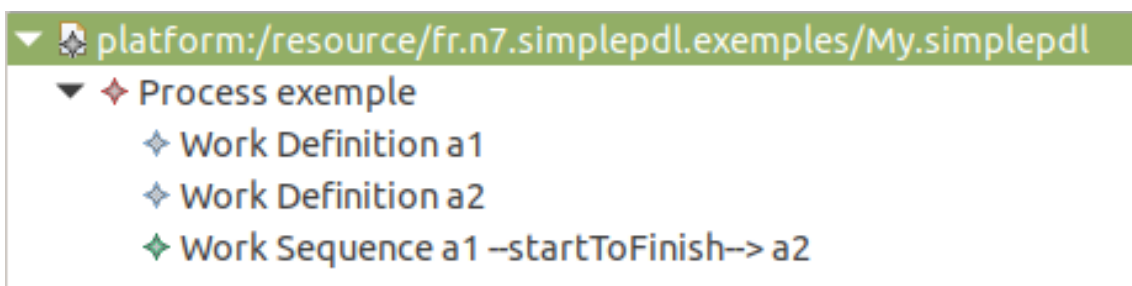 platform:/resource/fr.n7.simplepdl.exemples/My.simplepdl
Process exemple
Work Definition a1
Work Definition a2
Work Sequence a1 --startToFinish--> a2